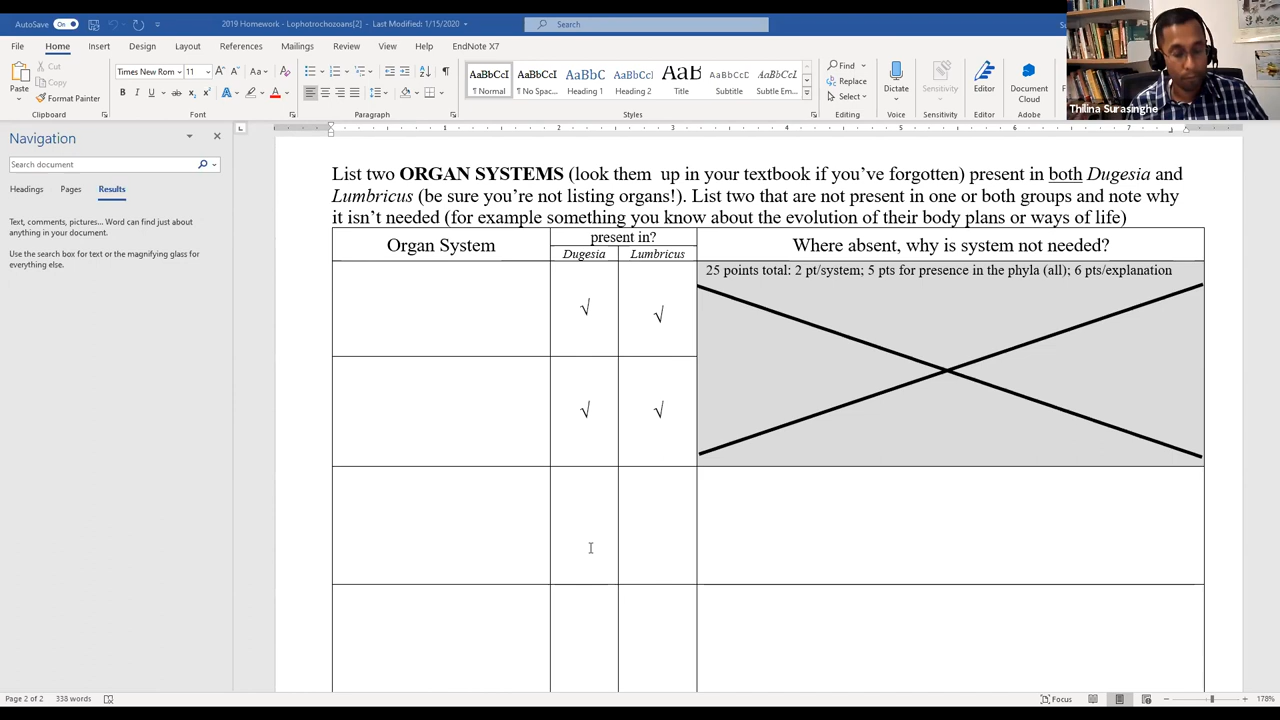 AutoSave On 2019 Homework - Lophotrochozoans[2] - Last Modified: 1/15/2020 Search
File Home Insert Design Layout References Mailings Review View Help EndNote X7
Paste Cut Copy Format Painter
Times New Rom 11 Aa
B I U ab x
AaBbCcI AaBbCcI AaBbC AaBbCcI AaB AaBbCcI AaBbCcI
¶ Normal ¶ No Spac... Heading 1 Heading 2 Title Subtitle Subtle Em...
Find Replace Select
Dictate Sensitivity Editor Document Cloud
Clipboard Font Paragraph Styles Editing Voice Sensitivity Editor Adobe
Thilina Surasinghe
Navigation
Search document
Headings Pages Results
Text, comments, pictures... Word can find just about
anything in your document.
Use the search box for text or the magnifying glass for
everything else.
List two ORGAN SYSTEMS (look them up in your textbook if you've forgotten) present in both Dugesia and
Lumbricus (be sure you're not listing organs!). List two that are not present in one or both groups and note why
it isn't needed (for example something you know about the evolution of their body plans or ways of life)
Organ System present in? Where absent, why is system not needed?
Dugesia Lumbricus
25 points total: 2 pt/system; 5 pts for presence in the phyla (all); 6 pts/explanation
√ √
√ √
Page 2 of 2 338 words Focus 178%